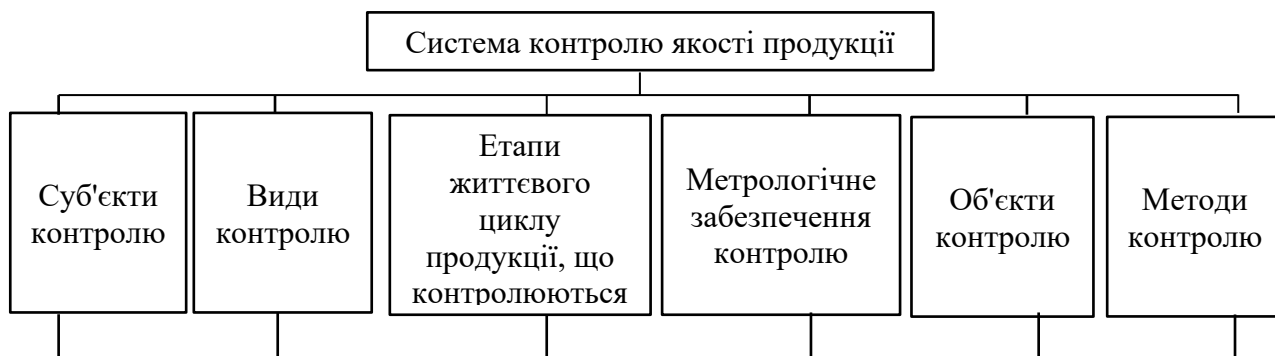 Система контролю якості продукції
Суб'єкти
контролю
Види
контролю
Етапи
життєвого
циклу
продукції, що
контролюються
Метрологічне
забезпечення
контролю
Об'єкти
контролю
Методи
контролю